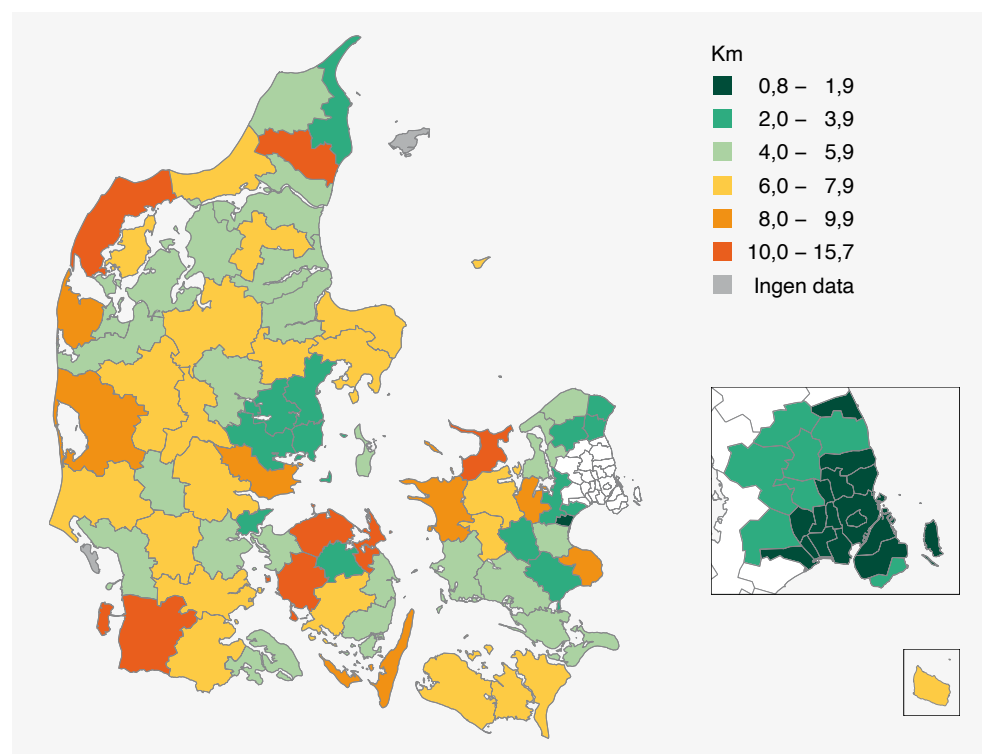 Km
0,8 – 1,9
2,0 – 3,9
4,0 – 5,9
6,0 – 7,9
8,0 – 9,9
10,0 – 15,7
Ingen data